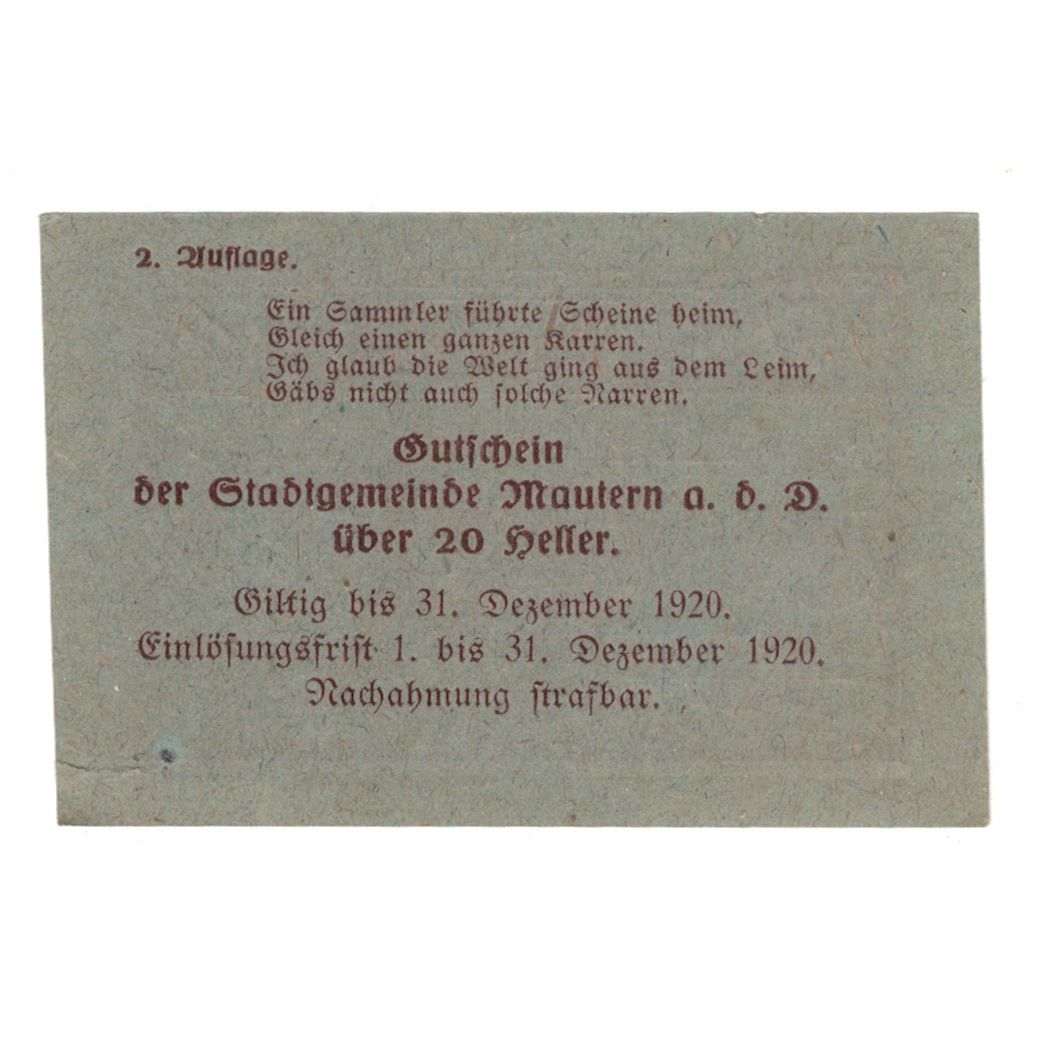 2. Auflage.
Ein Sammler führte Scheine heim,
Gleich einen ganzen Karren.
Ich glaub die Welt ging aus dem Leim,
Gäbs nicht auch solche Narren.
Gutschein
der Stadtgemeinde Mautern a. d. D.
über 20 Heller.
Giltig bis 31. Dezember 1920.
Einlösungsfrist 1. bis 31. Dezember 1920.
Nachahmung strafbar.